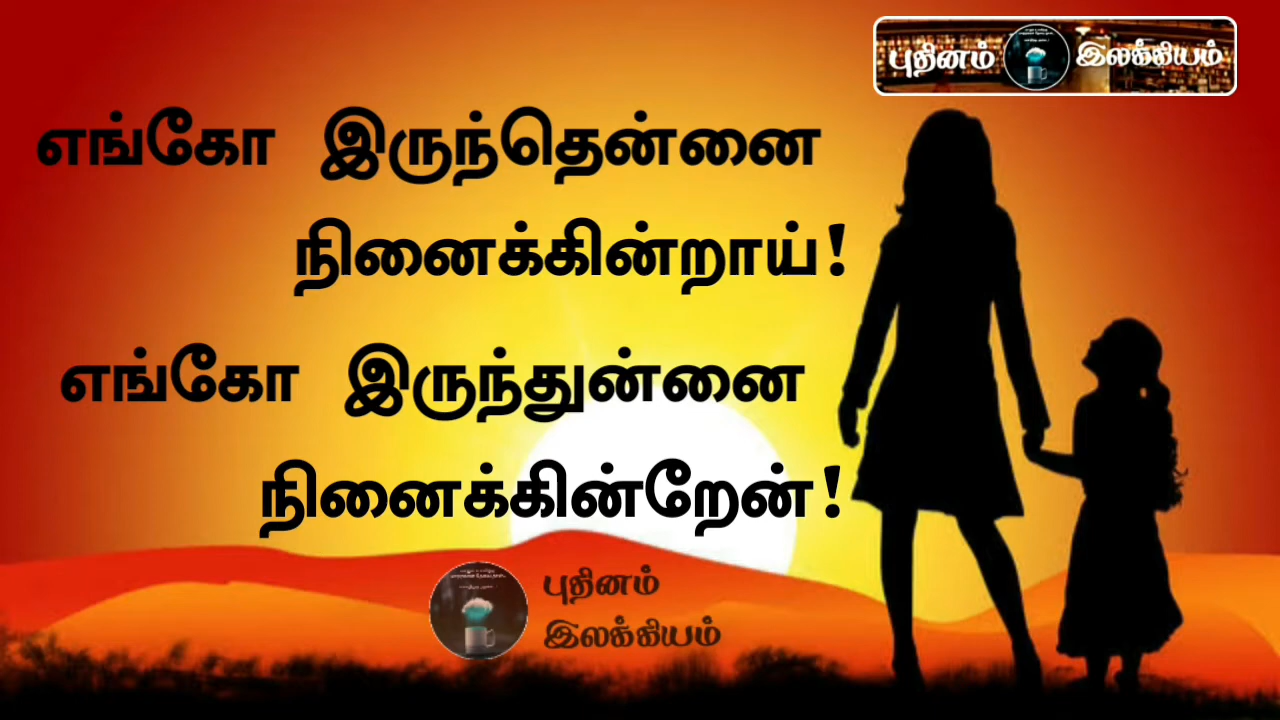 புதினம் இலக்கியம்
எங்கோ இருந்தென்னை
நினைக்கின்றாய்!
எங்கோ இருந்துன்னை
நினைக்கின்றேன்!
புதினம்
இலக்கியம்